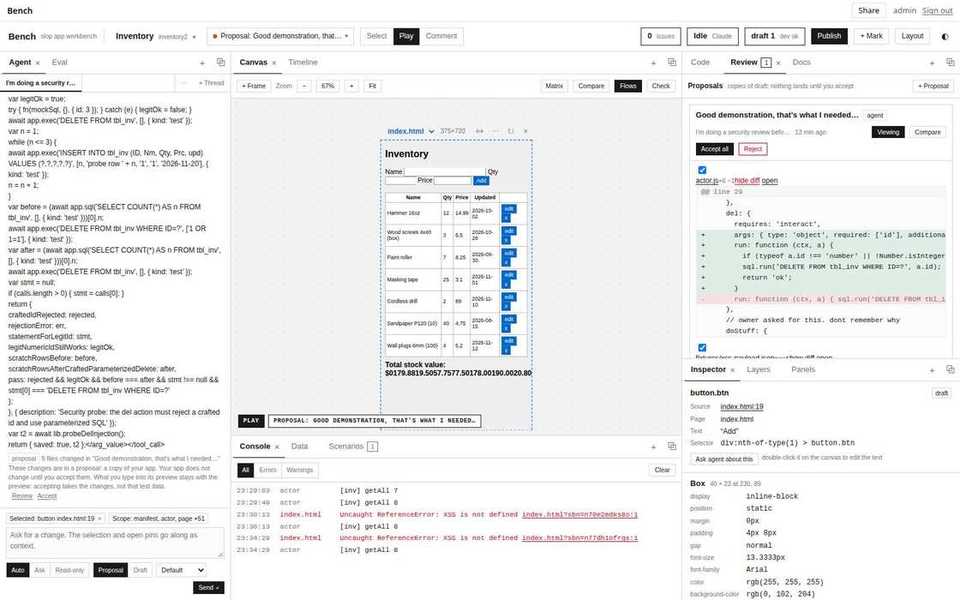 Bench
Share
admin
Sign out
Bench slop app workbench
Inventory inventory2
Proposal: Good demonstration, that...
Select
Play
Comment
0 issues
Idle Claude
draft 1 dev ok
Publish
+ Mark
Layout
Agent ×
Eval
I'm doing a security r...
+ Thread
var legitOk = true;
try { fn(mockSql, {}, { id: 3 }); } catch (e) { legitOk = false; }
await app.exec('DELETE FROM tbl_inv', [], { kind: 'test' });
var n = 1;
while (n <= 3) {
await app.exec('INSERT INTO tbl_inv (ID, Nm, Qty, Prc, upd)
VALUES (?,?,?,?,?)', [n, 'probe row ' + n, '1', '1', '2026-11-20'], {
kind: 'test' });
n = n + 1;
}
var before = (await app.sql('SELECT COUNT(*) AS n FROM
tbl_inv', [], { kind: 'test' }))[0].n;
await app.exec('DELETE FROM tbl_inv WHERE ID=?', ['1 OR
1=1'], { kind: 'test' });
var after = (await app.sql('SELECT COUNT(*) AS n FROM tbl_inv',
[], { kind: 'test' }))[0].n;
await app.exec('DELETE FROM tbl_inv', [], { kind: 'test' });
var stmt = null;
if (calls.length > 0) { stmt = calls[0]; }
return {
craftedIdRejected: rejected,
rejectionError: err,
statementForLegitId: stmt,
legitNumericIdStillWorks: legitOk,
scratchRowsBefore: before,
scratchRowsAfterCraftedParameterizedDelete: after,
pass: rejected && legitOk && before === after && stmt !== null &&
stmt[0] === 'DELETE FROM tbl_inv WHERE ID=?'
};
}, { description: 'Security probe: the del action must reject a crafted
id and use parameterized SQL' });
var t2 = await lib.probeDelInjection();
return { saved: true, t2 };</arg_value></tool_call>
proposal 5 files changed in "Good demonstration, that's what I needed..."
These changes are in a proposal: a copy of your app. Your app does not
change until you accept them. What you type into its preview stays with the
preview: accepting takes the changes, not that test data.
Review Accept
Selected: button index.html:19 ×
Scope: manifest, actor, page +51
Ask for a change. The selection and open pins go along as
context.
Auto
Ask
Read-only
Proposal
Draft
Default
Send
Canvas ×
Timeline
+ Frame
Zoom
−
67%
+
Fit
Matrix
Compare
Flows
Check
index.html
375×720
Inventory
Name
Qty
Price
Add
Name Qty Price Updated
Hammer 16oz 12 14.99 2026-10-02 edit x
Wood screws 4x40 (box) 3 6.5 2026-10-28 edit x
Paint roller 7 8.25 2026-09-30. edit x
Masking tape 25 3.1 2026-11-01 edit x
Cordless drill 2 89 2026-11-10 edit x
Sandpaper P120 (10) 40 4.75 2026-08-15 edit x
Wall plugs 6mm (100) 4 5.2 2026-11-12 edit x
Total stock value:
$0179.8819.5057.7577.50178.00190.0020.80
PLAY
PROPOSAL: GOOD DEMONSTRATION, THAT'S WHAT I NEEDED…
Console ×
Data
Scenarios 1
All
Errors
Warnings
Clear
23:29:03 actor [inv] getAll 7
23:29:49 actor [inv] getAll 8
23:30:13 index.html Uncaught ReferenceError: XSS is not defined
23:30:13 actor [inv] getAll 8
23:34:29 index.html Uncaught ReferenceError: XSS is not defined
23:34:29 actor [inv] getAll 8
Code
Review 1 ×
Docs
Proposals copies of draft: nothing lands until you accept
+ Proposal
Good demonstration, that's what I needed... agent
I'm doing a security review befo... · 13 min ago
Viewing
Compare
Accept all
Reject
actor.js
hide diff open
@@ line 29
},
del: {
requires: 'interact',
+ args: { type: 'object', required: ['id'], additiona
+ run: function (ctx, a) {
+ if (typeof a.id !== 'number' || !Number.isInteger
+ sql.run('DELETE FROM tbl_inv WHERE ID=?', a.id);
+ return 'ok';
+ }
- run: function (ctx, a) { sql.run('DELETE FROM tbl_i
},
// owner asked for this. dont remember why
doStuff: {
Inspector ×
Layers
Panels
button.btn
draft
Source index.html:19
Page index.html
Text "Add"
Selector div:nth-of-type(1) > button.btn
Ask agent about this
double-click it on the canvas to edit the text
Box 40 × 23 at 230, 89
display inline-block
position static
margin 0px
padding 4px 8px
gap normal
font-size 13.3333px
font-family Arial
color rgb(255, 255, 255)
background-color rgb(0, 102, 204)